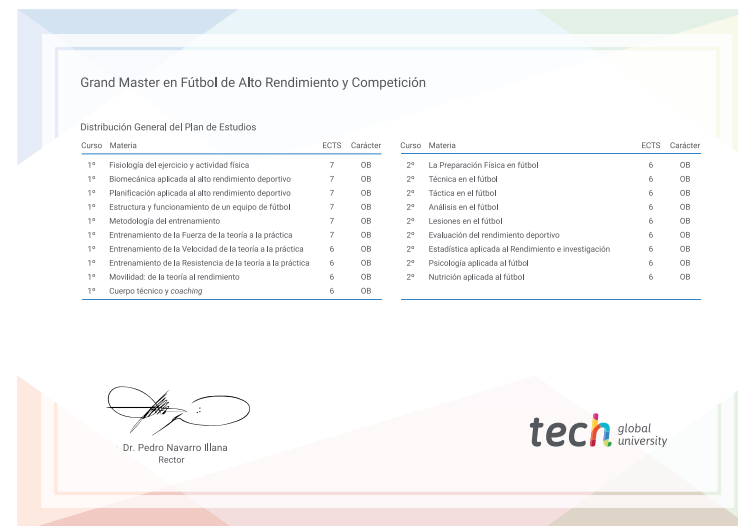 Grand Master en Fútbol de Alto Rendimiento y Competición
Distribución General del Plan de Estudios
Curso Materia ECTS Carácter
1º Fisiología del ejercicio y actividad física 7 OB
1º Biomecánica aplicada al alto rendimiento deportivo 7 OB
1º Planificación aplicada al alto rendimiento deportivo 7 OB
1º Estructura y funcionamiento de un equipo de fútbol 7 OB
1º Metodología del entrenamiento 7 OB
1º Entrenamiento de la Fuerza de la teoría a la práctica 7 OB
1º Entrenamiento de la Velocidad de la teoría a la práctica 6 OB
1º Entrenamiento de la Resistencia de la teoría a la práctica 6 OB
1º Movilidad: de la teoría al rendimiento 6 OB
1º Cuerpo técnico y coaching 6 OB
Curso Materia ECTS Carácter
2º La Preparación Física en fútbol 6 OB
2º Técnica en el fútbol 6 OB
2º Táctica en el fútbol 6 OB
2º Análisis en el fútbol 6 OB
2º Lesiones en el fútbol 6 OB
2º Evaluación del rendimiento deportivo 6 OB
2º Estadística aplicada al Rendimiento e investigación 6 OB
2º Psicología aplicada al fútbol 6 OB
2º Nutrición aplicada al fútbol 6 OB
Dr. Pedro Navarro Illana
Rector
tech global
university